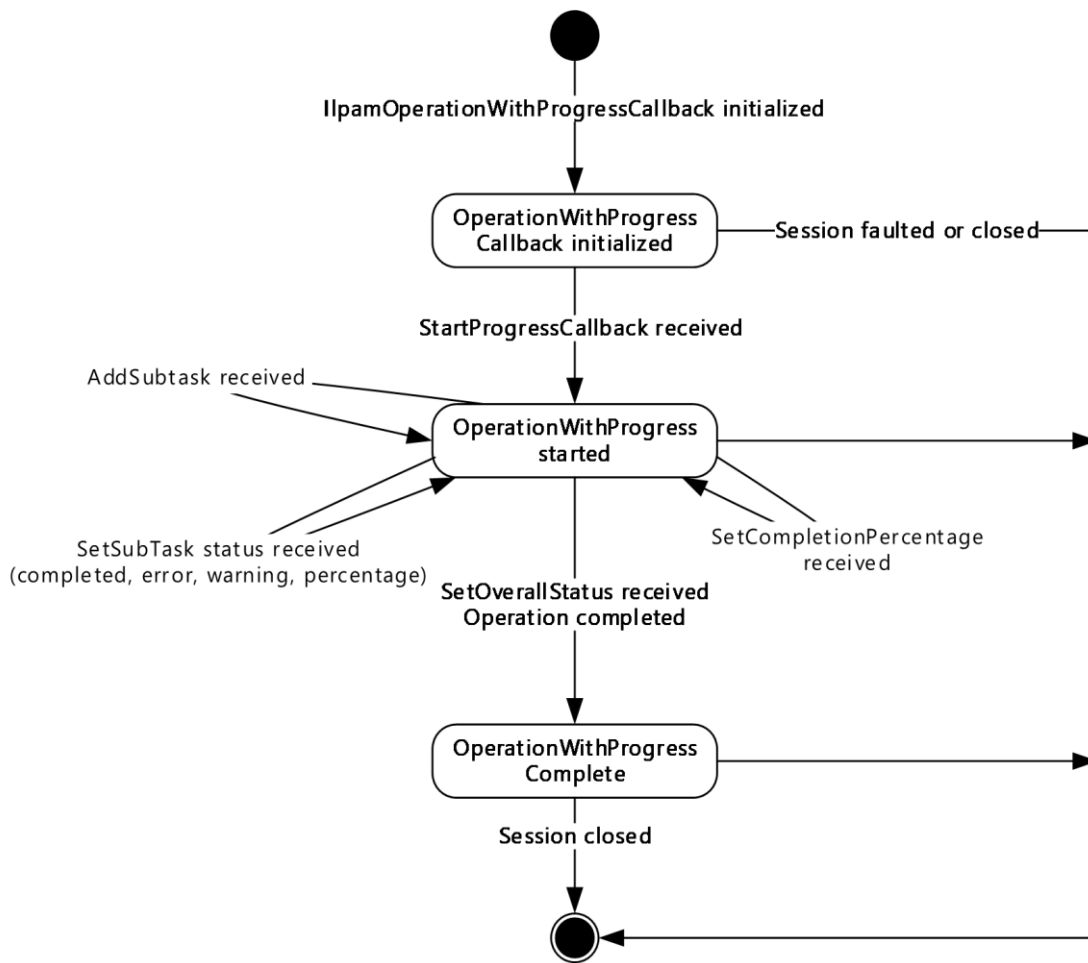 IIpamOperationWithProgressCallback initialized
OperationWithProgress
Callback initialized
Session faulted or closed
StartProgressCallback received
AddSubtask received
OperationWithProgress
started
SetSubTask status received
(completed, error, warning, percentage)
SetCompletionPercentage
received
SetOverallStatus received
Operation completed
OperationWithProgress
Complete
Session closed